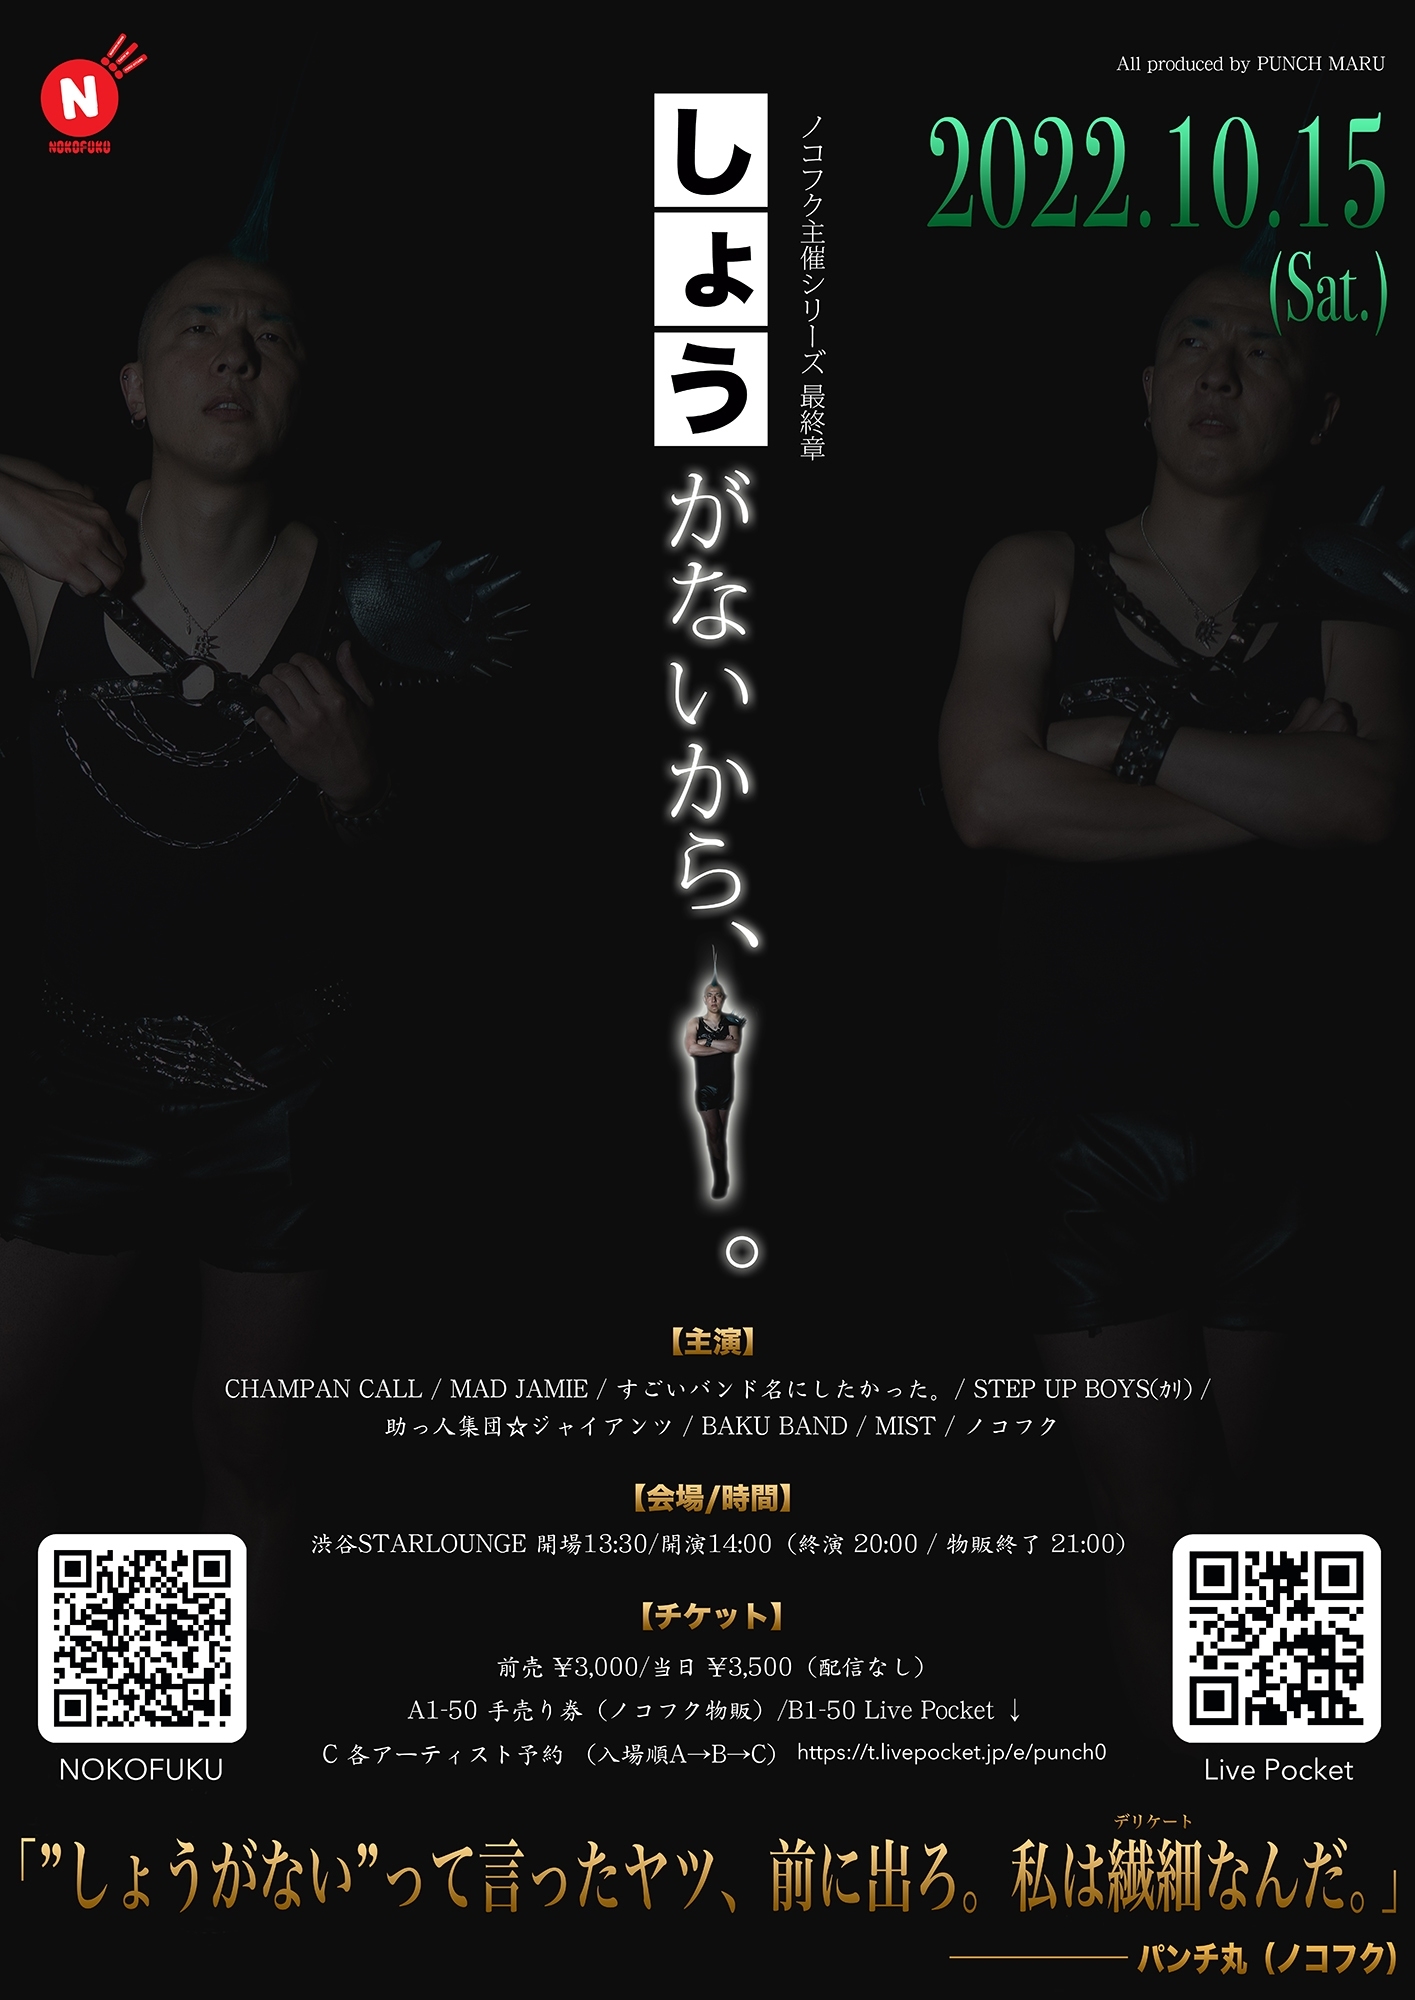 N
NOKOFUKU
All produced by PUNCH MARU
2022.10.15
(Sat.)
ノコフク主催シリーズ 最終章
しょうがないから、
。
【主演】
CHAMPAN CALL / MAD JAMIE / すごいバンド名にしたかった。/ STEP UP BOYS(カリ) /
助っ人集団☆ジャイアンツ / BAKU BAND / MIST / ノコフク
【会場/時間】
渋谷STARLOUNGE 開場13:30/開演14:00（終演 20:00 / 物販終了 21:00）
【チケット】
前売 ¥3,000/当日 ¥3,500（配信なし）
A1-50 手売り券（ノコフク物販）/B1-50 Live Pocket ↓
C 各アーティスト予約 （入場順A→B→C） https://t.livepocket.jp/e/punch0
NOKOFUKU
Live Pocket
デリケート
「”しょうがない”って言ったヤツ、前に出ろ。私は繊細なんだ。」
パンチ丸（ノコフク）